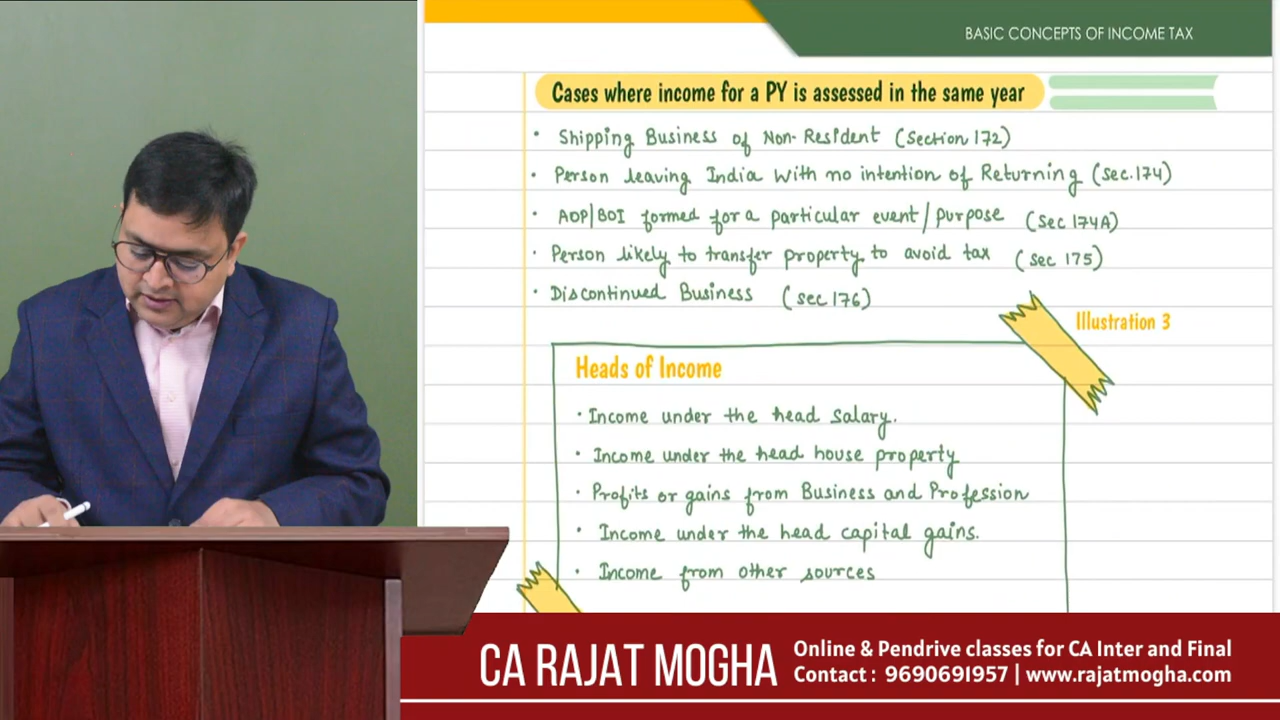 BASIC CONCEPTS OF INCOME TAX
Cases where income for a PY is assessed in the same year
• Shipping Business of Non-Resident (Section 172)
• Person leaving India with no intention of Returning (Sec.174)
• AOP/BOI formed for a particular event/purpose (Sec 174A)
• Person likely to transfer property to avoid tax (sec 175)
• Discontinued Business (sec 176)
Illustration 3
Heads of Income
• Income under the head salary.
• Income under the head house property
• Profits or gains from Business and Profession
• Income under the head capital gains.
• Income from other sources
CA RAJAT MOGHA
Online & Pendrive classes for CA Inter and Final
Contact : 9690691957 | www.rajatmogha.com